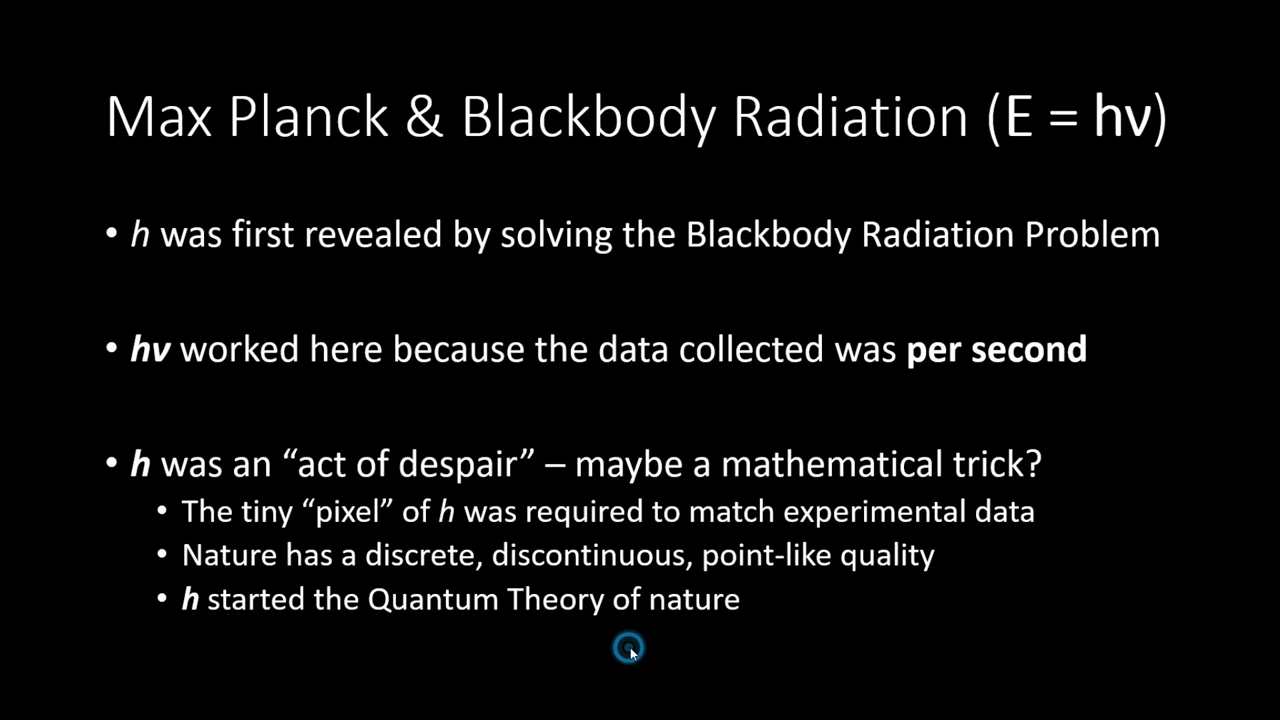 Max Planck & Blackbody Radiation (E = hν)
• h was first revealed by solving the Blackbody Radiation Problem
• hν worked here because the data collected was per second
• h was an “act of despair” – maybe a mathematical trick?
• The tiny “pixel” of h was required to match experimental data
• Nature has a discrete, discontinuous, point-like quality
• h started the Quantum Theory of nature